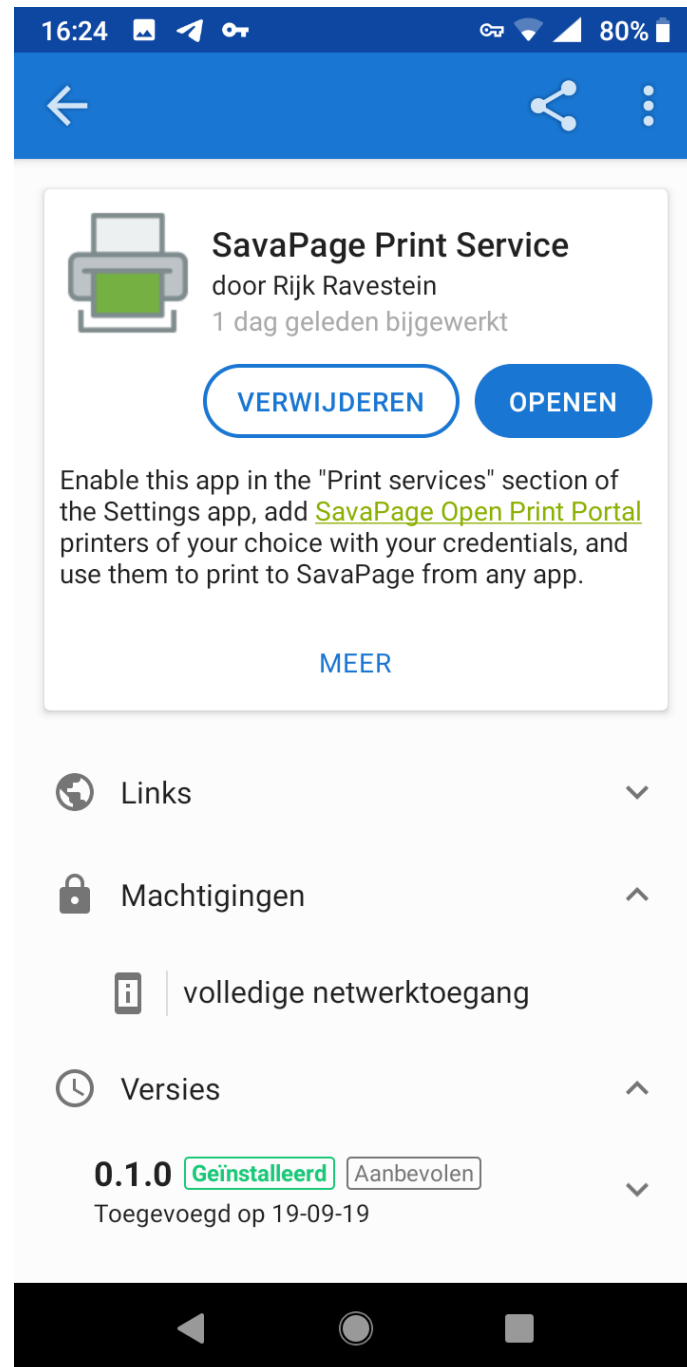 16:24
80%
SavaPage Print Service
door Rijk Ravestein
1 dag geleden bijgewerkt
VERWIJDEREN
OPENEN
Enable this app in the "Print services" section of
the Settings app, add SavaPage Open Print Portal
printers of your choice with your credentials, and
use them to print to SavaPage from any app.
MEER
Links
Machtigingen
volledige netwerktoegang
Versies
0.1.0 Geïnstalleerd Aanbevolen
Toegevoegd op 19-09-19